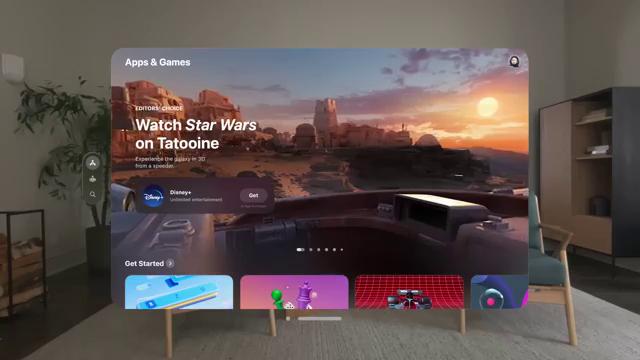 Apps & Games
EDITORS' CHOICE
Watch Star Wars
on Tatooine
Experience the galaxy in 3D
from a speeder.
Disney+
Disney+
Unlimited entertainment
Get
Get Started